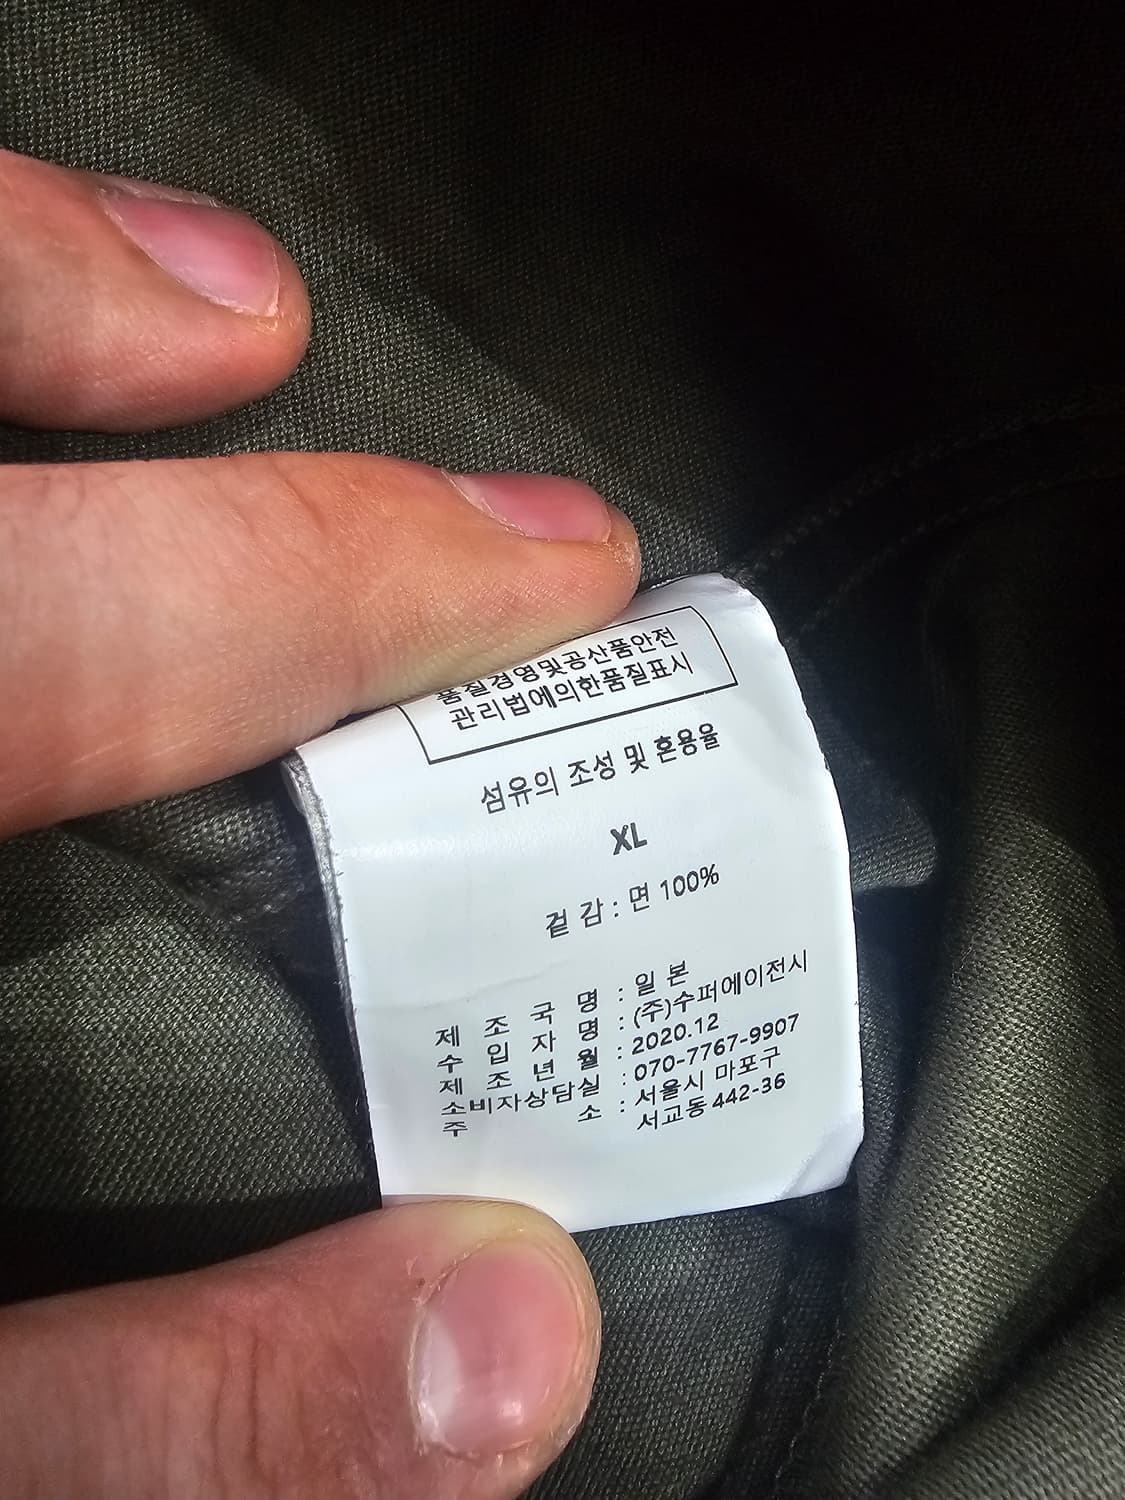 품질경영및공산품안전
관리법에의한품질표시
섬유의 조성 및 혼용율
XL
겉 감 : 면 100%
제 조 국 명 : 일 본
수 입 자 명 : (주)수퍼에이전시
제 조 년 월 : 2020.12
소비자상담실 : 070-7767-9907
주 소 : 서울시 마포구
서교동 442-36